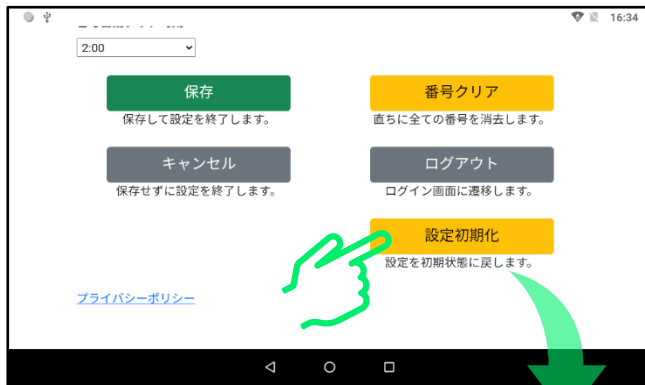 16:34
2:00
保存
保存して設定を終了します。
番号クリア
直ちに全ての番号を消去します。
キャンセル
保存せずに設定を終了します。
ログアウト
ログイン画面に遷移します。
設定初期化
設定を初期状態に戻します。
プライバシーポリシー